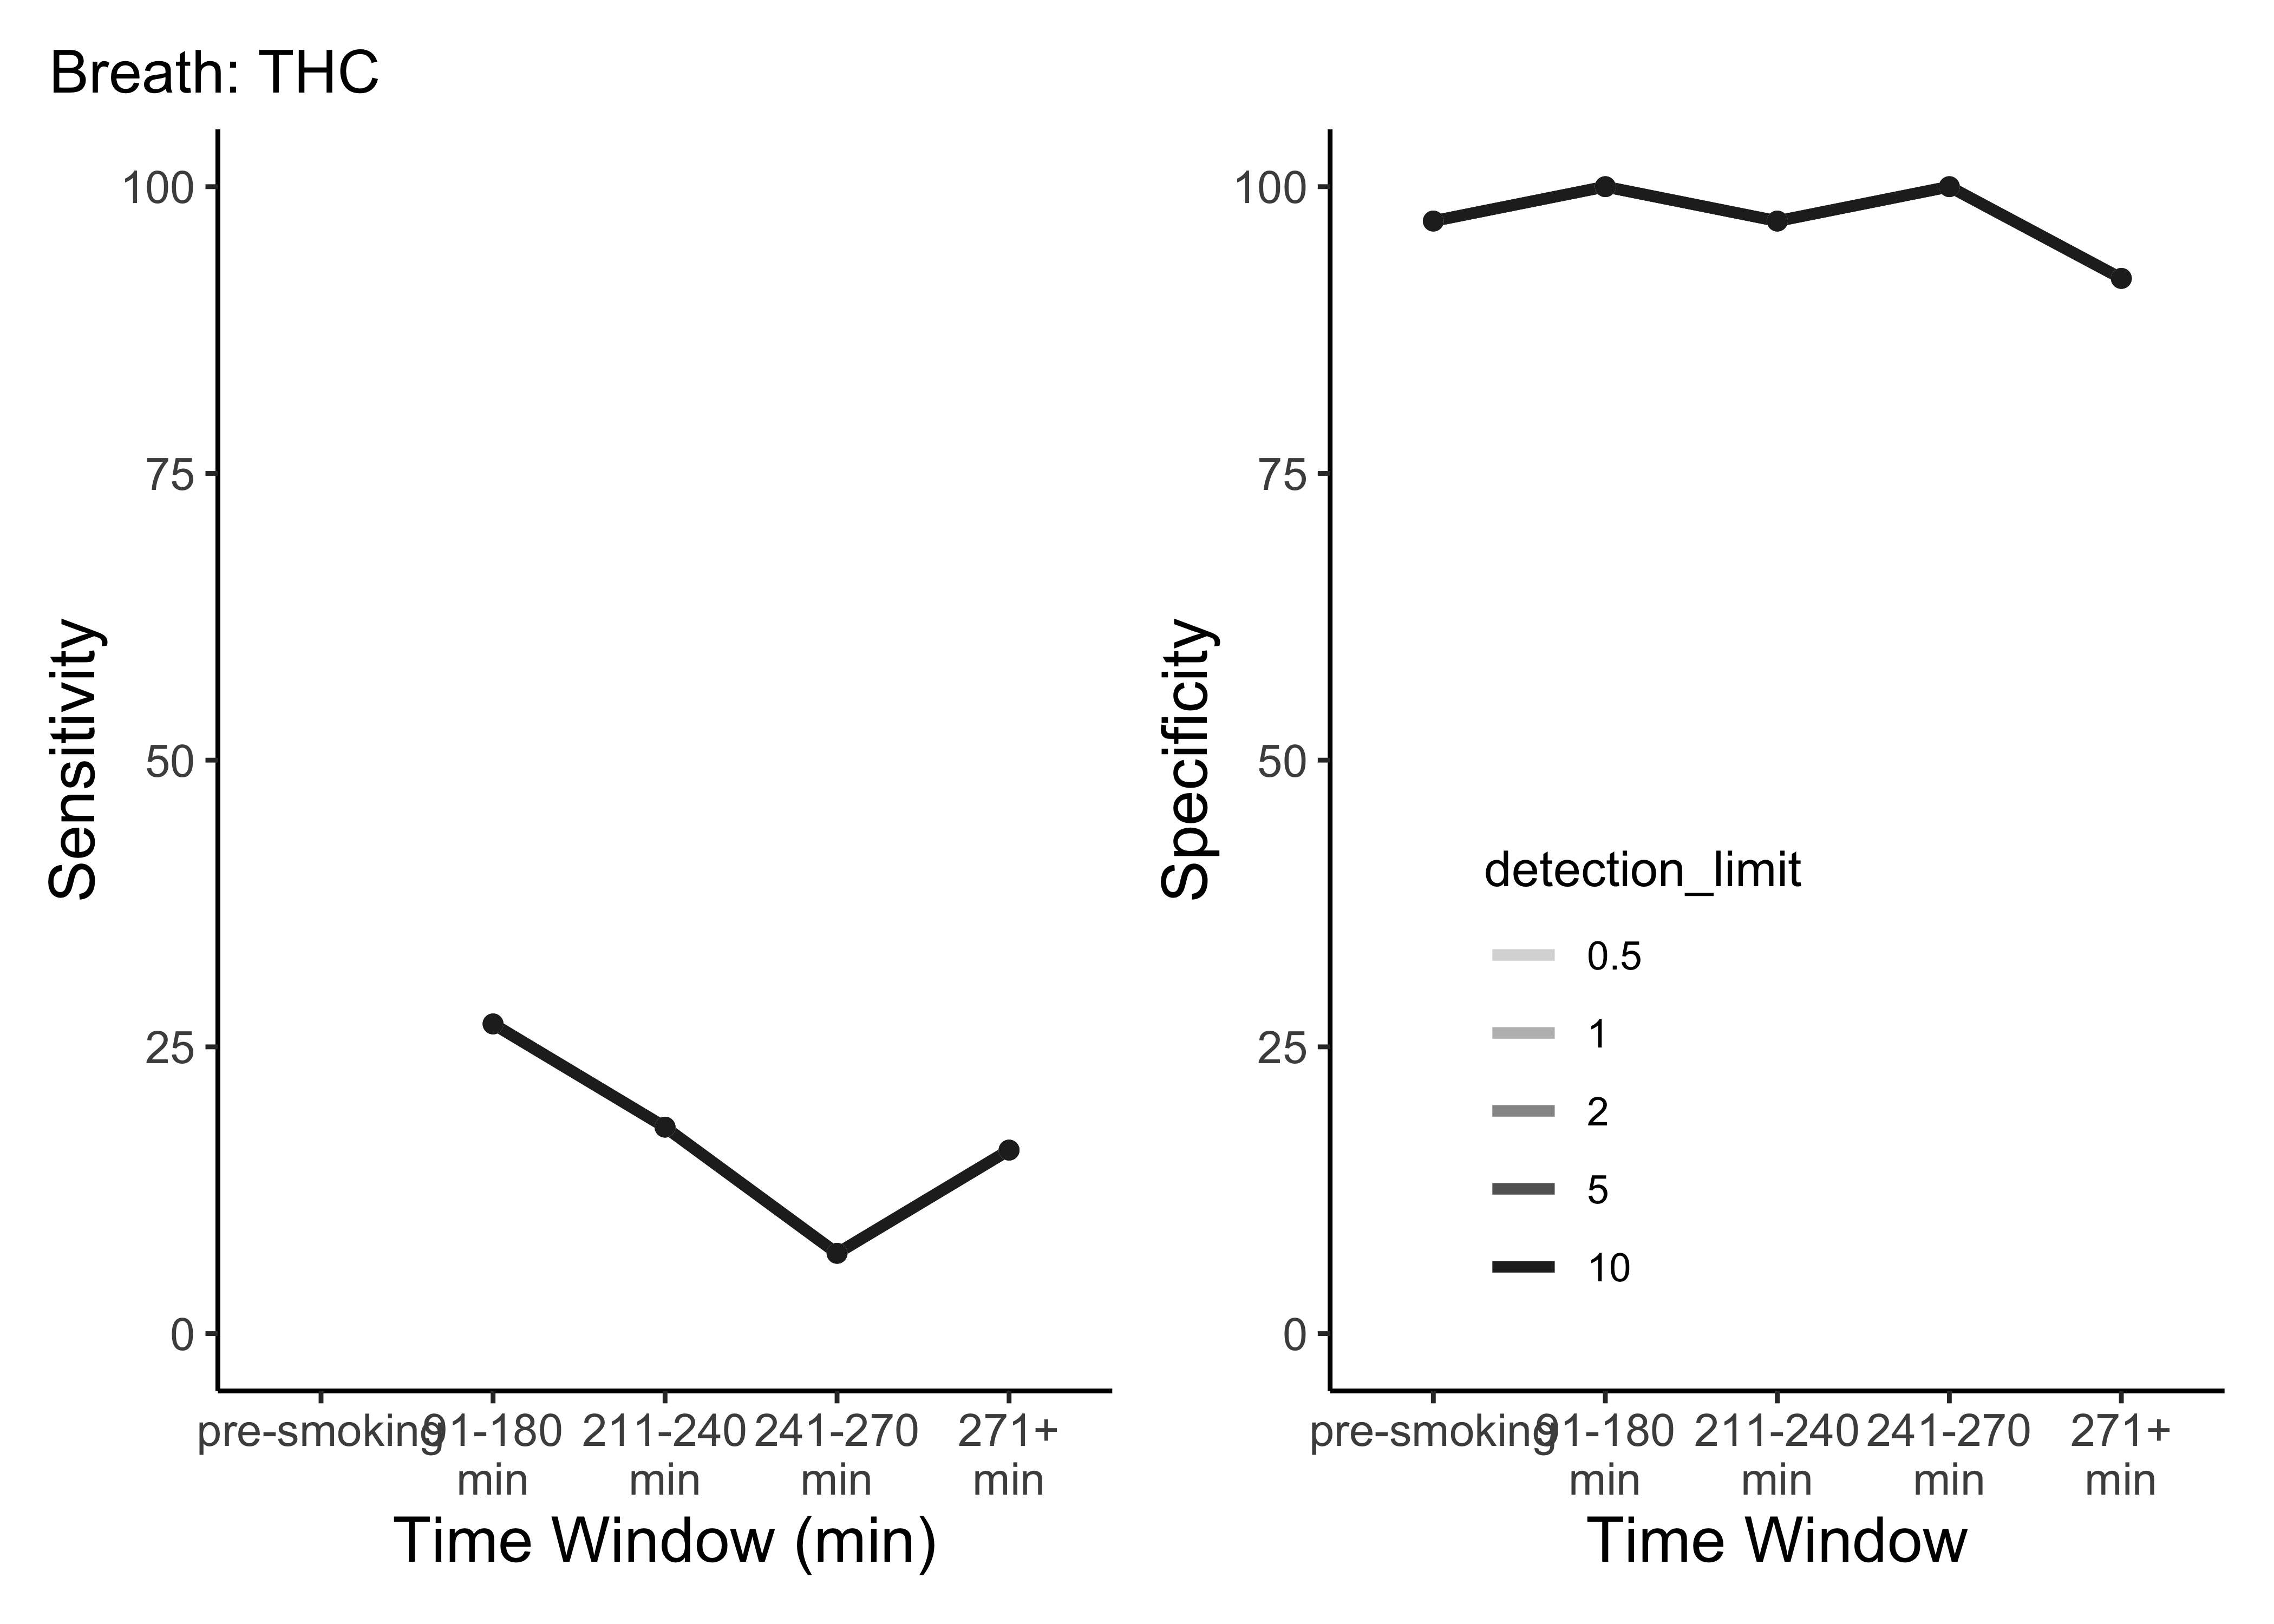 Breath: THC
Sensitivity
100
75
50
25
0
pre-smoking 91-180 211-240 241-270 271+
min min min min
Time Window (min)
Specificity
100
75
50
25
0
detection_limit
0.5
1
2
5
10
pre-smoking 91-180 211-240 241-270 271+
min min min min
Time Window